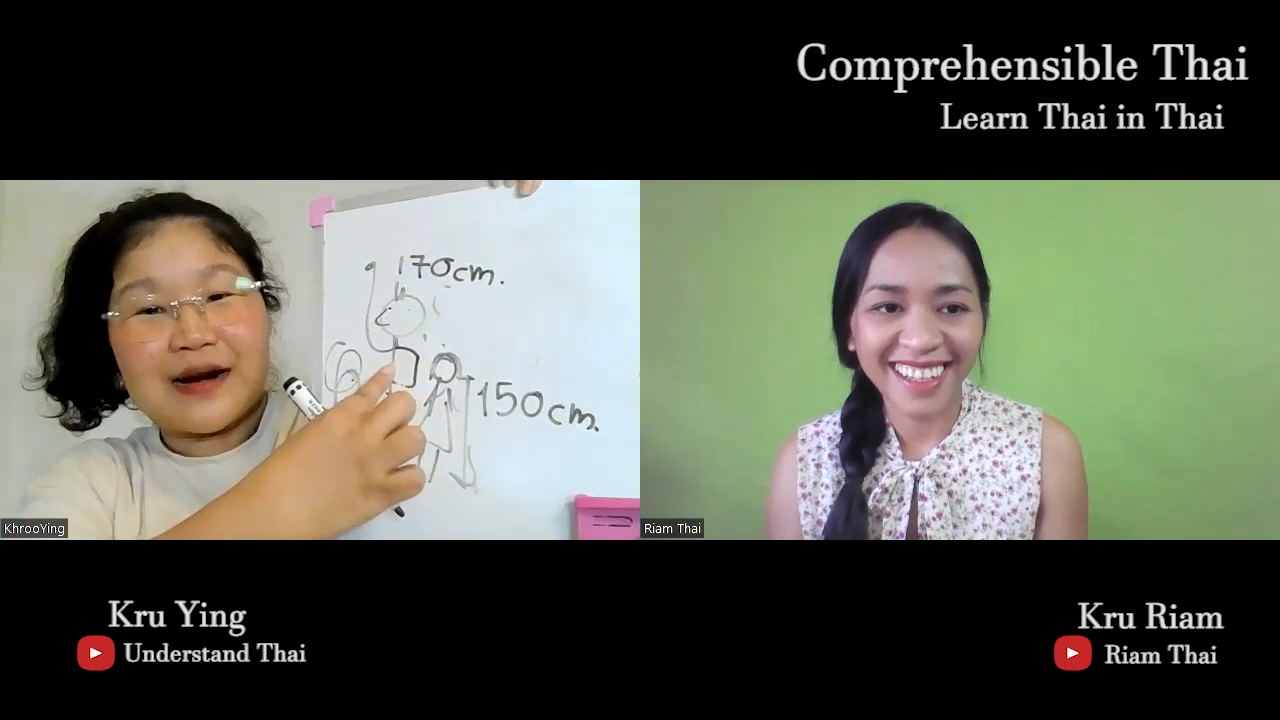 Comprehensible Thai
Learn Thai in Thai
170cm.
150cm.
KhrooYing
Riam Thai
Kru Ying
Understand Thai
Kru Riam
Riam Thai